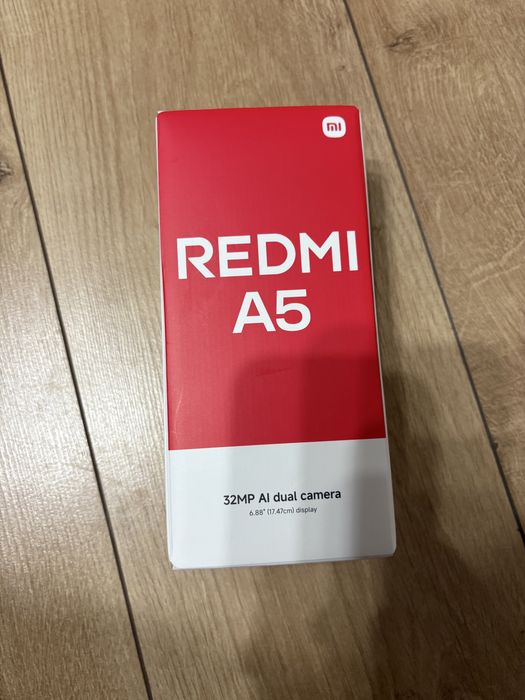 mi
REDMI
A5
32MP AI dual camera
6.88" (17.47cm) display